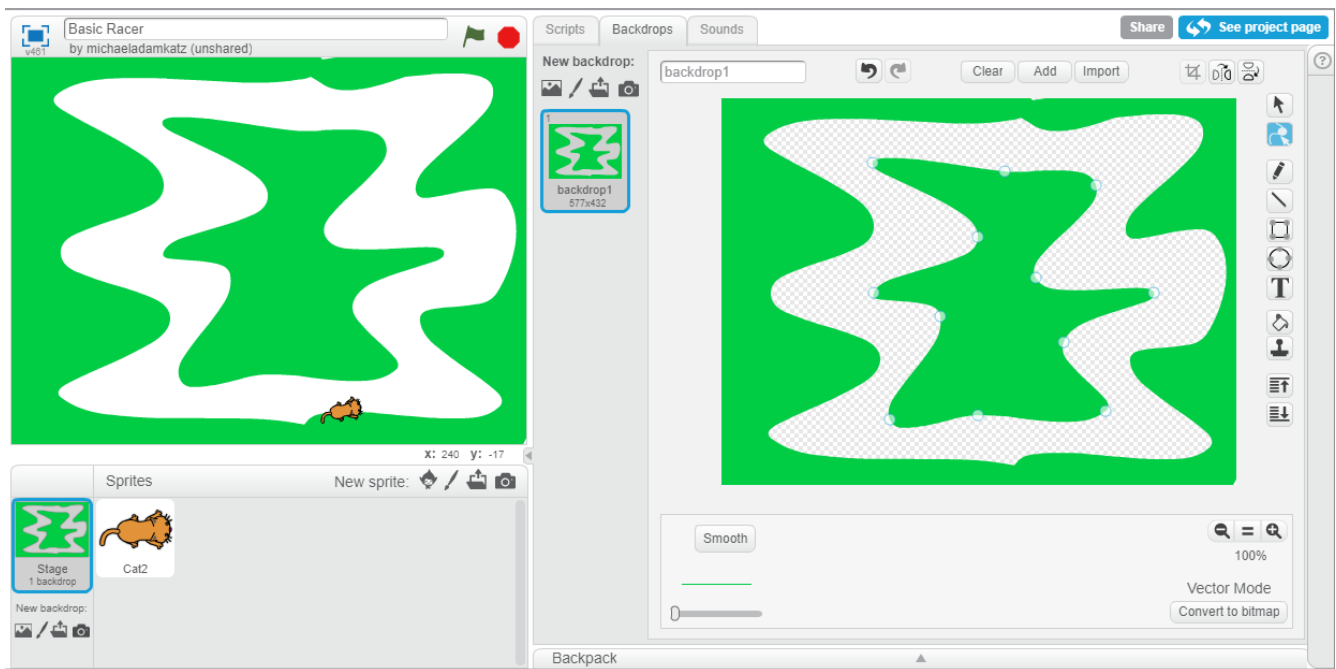 Basic Racer
v461
by michaeladamkatz (unshared)
Scripts
Backdrops
Sounds
Share
See project page
New backdrop:
backdrop1
Clear
Add
Import
?
1
backdrop1
577x432
T
X: 240 Y: -17
Sprites
New sprite:
Stage
1 backdrop
Cat2
New backdrop:
Smooth
100%
Vector Mode
Convert to bitmap
Backpack